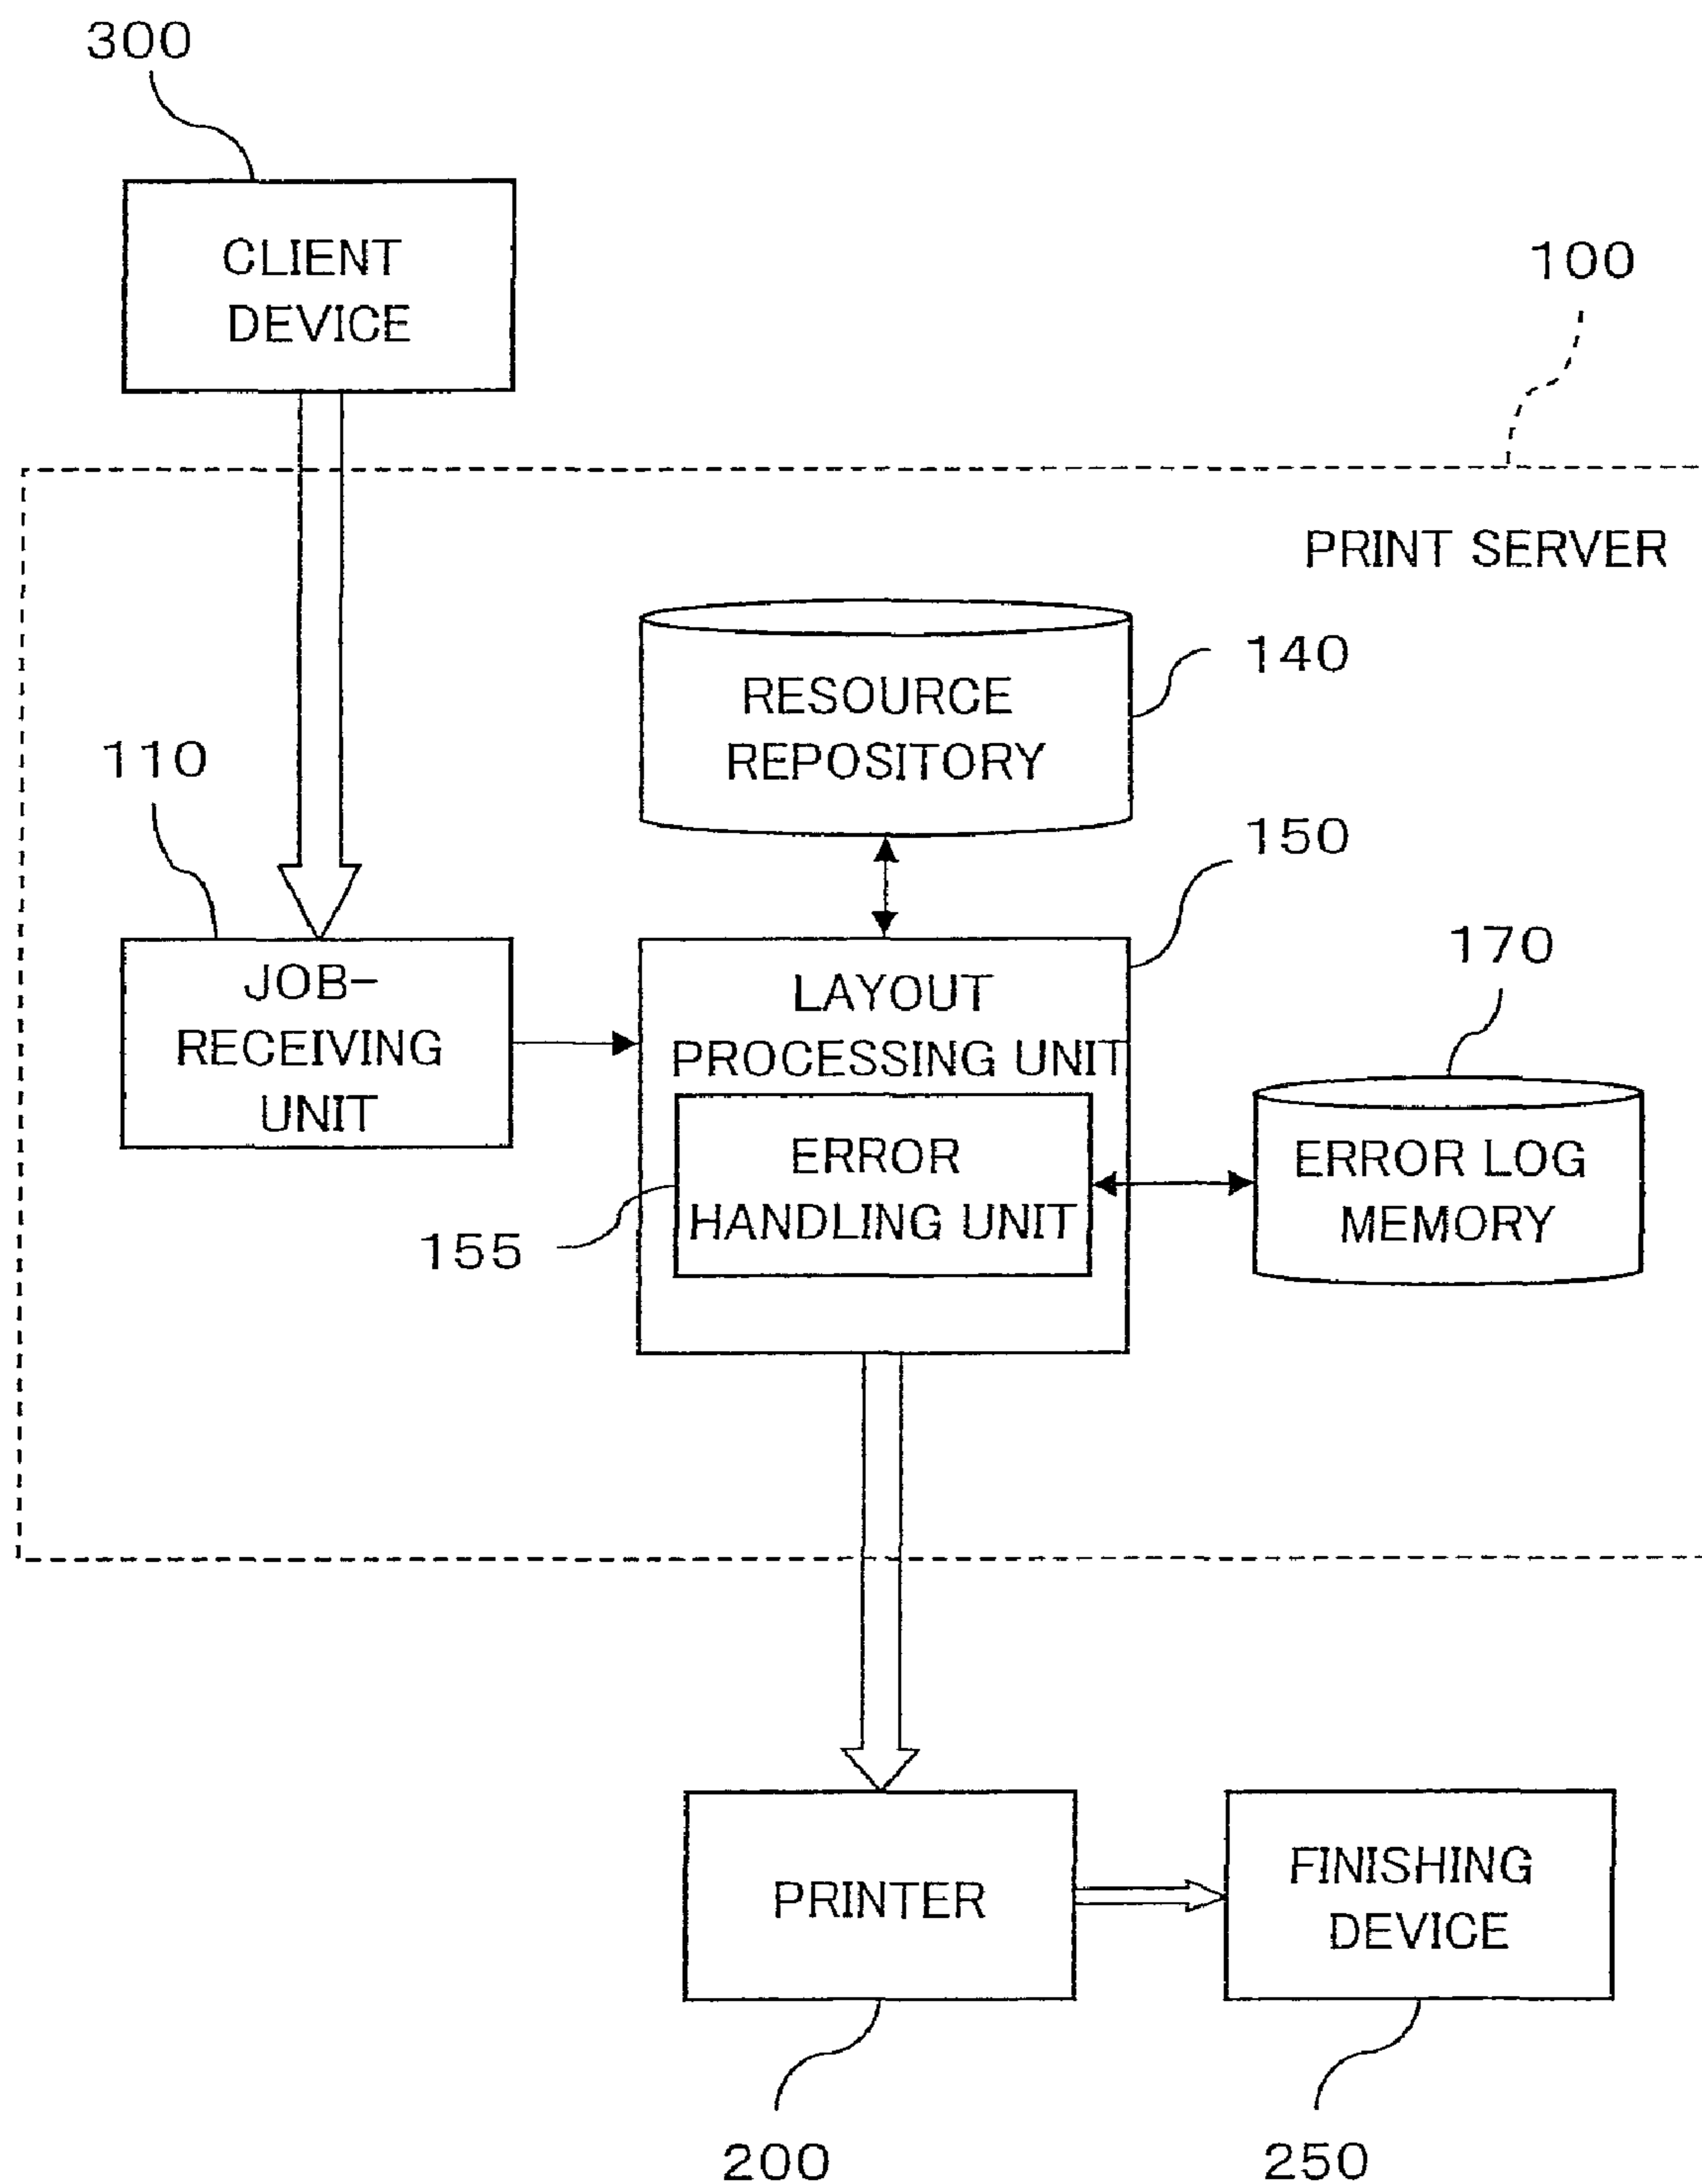 300
CLIENT
DEVICE
100
PRINT SERVER
140
RESOURCE
REPOSITORY
110
150
JOB-
RECEIVING
UNIT
LAYOUT
PROCESSING UNIT
170
ERROR
HANDLING UNIT
155
ERROR LOG
MEMORY
PRINTER
FINISHING
DEVICE
200
250